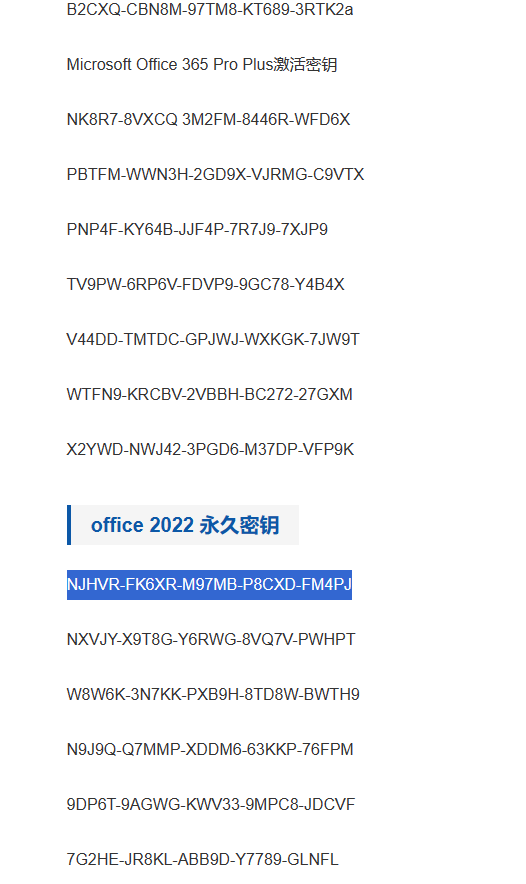 B2CXQ-CBN8M-97TM8-KT689-3RTK2a
Microsoft Office 365 Pro Plus激活密钥
NK8R7-8VXCQ 3M2FM-8446R-WFD6X
PBTFM-WWN3H-2GD9X-VJRMG-C9VTX
PNP4F-KY64B-JJF4P-7R7J9-7XJP9
TV9PW-6RP6V-FDVP9-9GC78-Y4B4X
V44DD-TMTDC-GPJWJ-WXKGK-7JW9T
WTFN9-KRCBV-2VBBH-BC272-27GXM
X2YWD-NWJ42-3PGD6-M37DP-VFP9K
office 2022 永久密钥
NJHVR-FK6XR-M97MB-P8CXD-FM4PJ
NXVJY-X9T8G-Y6RWG-8VQ7V-PWHPT
W8W6K-3N7KK-PXB9H-8TD8W-BWTH9
N9J9Q-Q7MMP-XDDM6-63KKP-76FPM
9DP6T-9AGWG-KWV33-9MPC8-JDCVF
7G2HE-JR8KL-ABB9D-Y7789-GLNFL